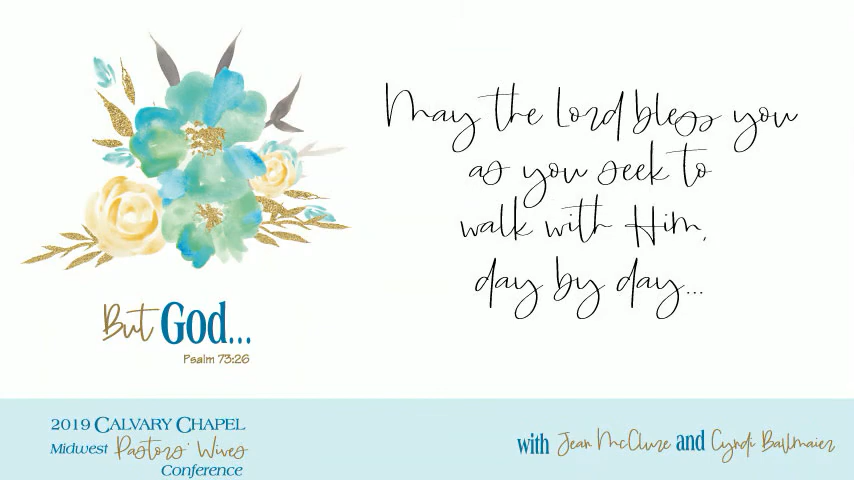 May the Lord bless you
as you seek to
walk with Him,
day by day...
But God...
Psalm 73:26
2019 CALVARY CHAPEL
Midwest Pastors' Wives
Conference
with Jean McClure and Cyndi Ballmaier